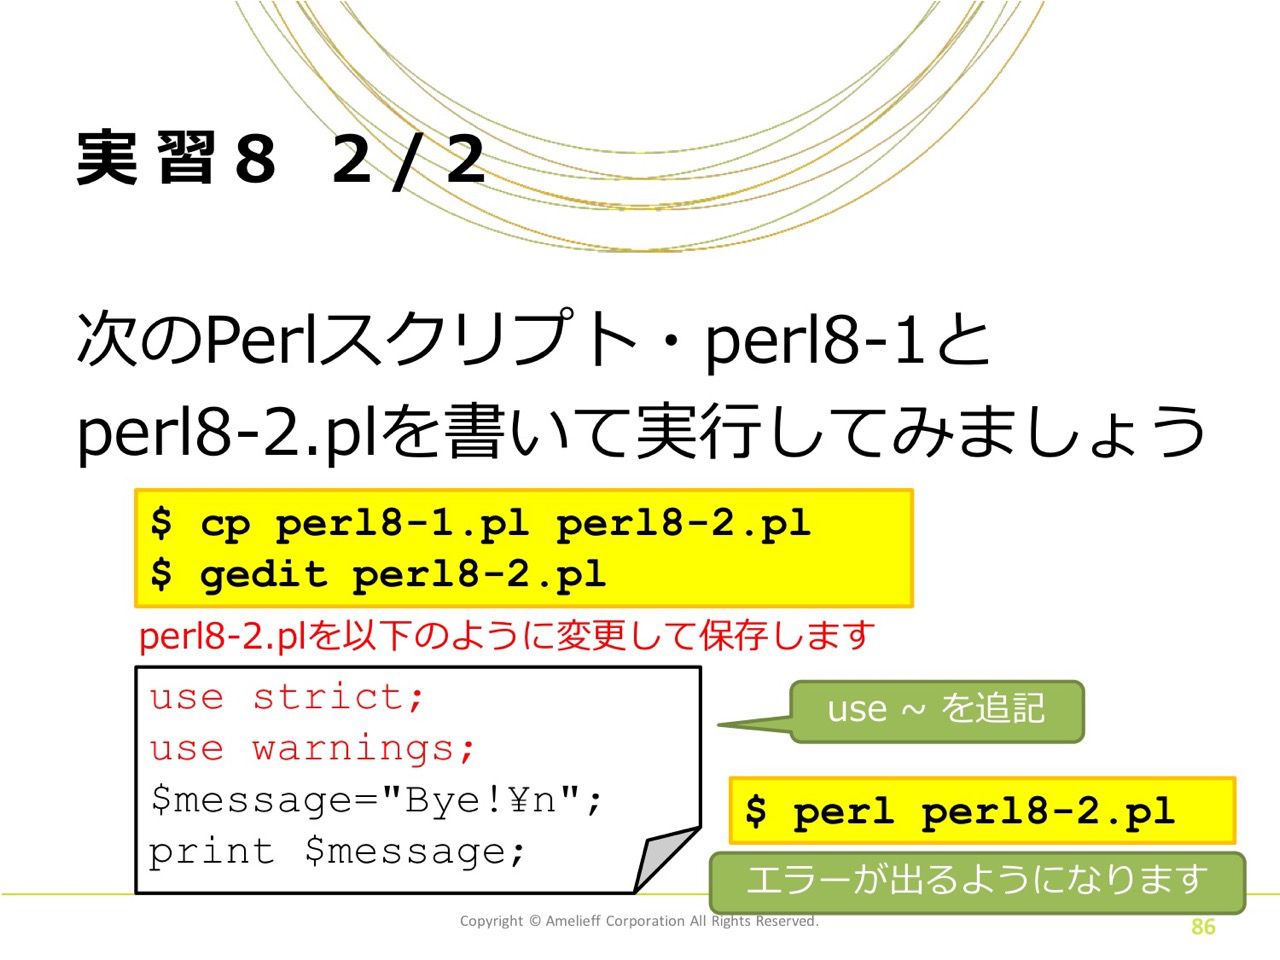 実習８ ２/２
次のPerlスクリプト・perl8-1と
perl8-2.plを書いて実行してみましょう
$ cp perl8-1.pl perl8-2.pl
$ gedit perl8-2.pl
perl8-2.plを以下のように変更して保存します
use strict;
use warnings;
$message="Bye!¥n";
print $message;
use ~ を追記
$ perl perl8-2.pl
エラーが出るようになります
Copyright © Amelieff Corporation All Rights Reserved.
86